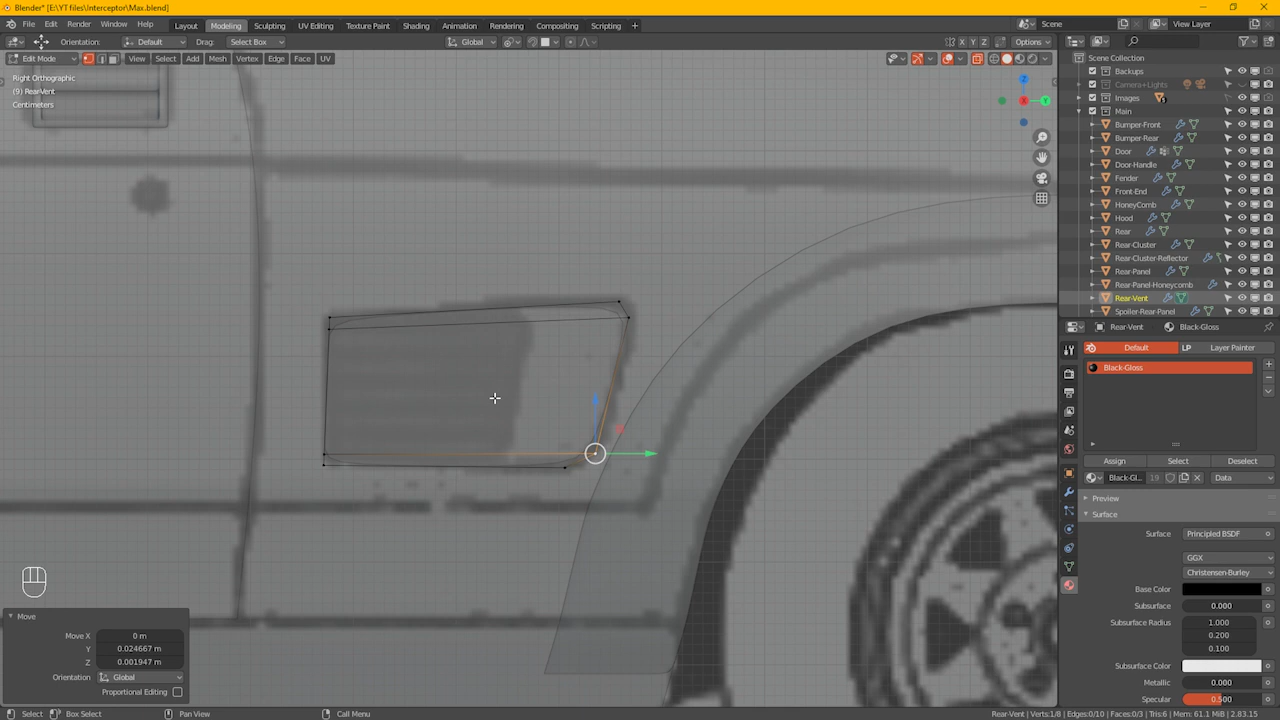 Blender* [E:\YT files\Interceptor\Max.blend]
File Edit Render Window Help Layout Modeling Sculpting UV Editing Texture Paint Shading Animation Rendering Compositing Scripting + Scene View Layer
Orientation: Default Drag: Select Box Global X Y Z Options
Edit Mode View Select Add Mesh Vertex Edge Face UV
Right Orthographic
(9) RearVent
Centimeters
Z
Y
Scene Collection
Backups
Camera+Lights
Images
Main
Bumper-Front
Bumper-Rear
Door
Door-Handle
Fender
Front-End
HoneyComb
Hood
Rear
Rear-Cluster
Rear-Cluster-Reflector
Rear-Panel
Rear-Panel-Honeycomb
Rear-Vent
Spoiler-Rear-Panel
Rear-Vent Black-Gloss
Default LP Layer Painter
Black-Gloss
Assign Select Deselect
Black-Gl... 19 Data
Preview
Surface
Surface Principled BSDF
GGX
Christensen-Burley
Base Color
Subsurface 0.000
Subsurface Radius 1.000
0.200
0.100
Subsurface Color
Metallic 0.000
Specular 0.500
Move
Move X 0 m
Y 0.024667 m
Z 0.001947 m
Orientation Global
Proportional Editing
Select Box Select Pan View Call Menu Rear-Vent | Verts:1/8 | Edges:0/10 | Faces:0/3 | Tris:6 | Mem: 61.1 MiB | 2.83.15